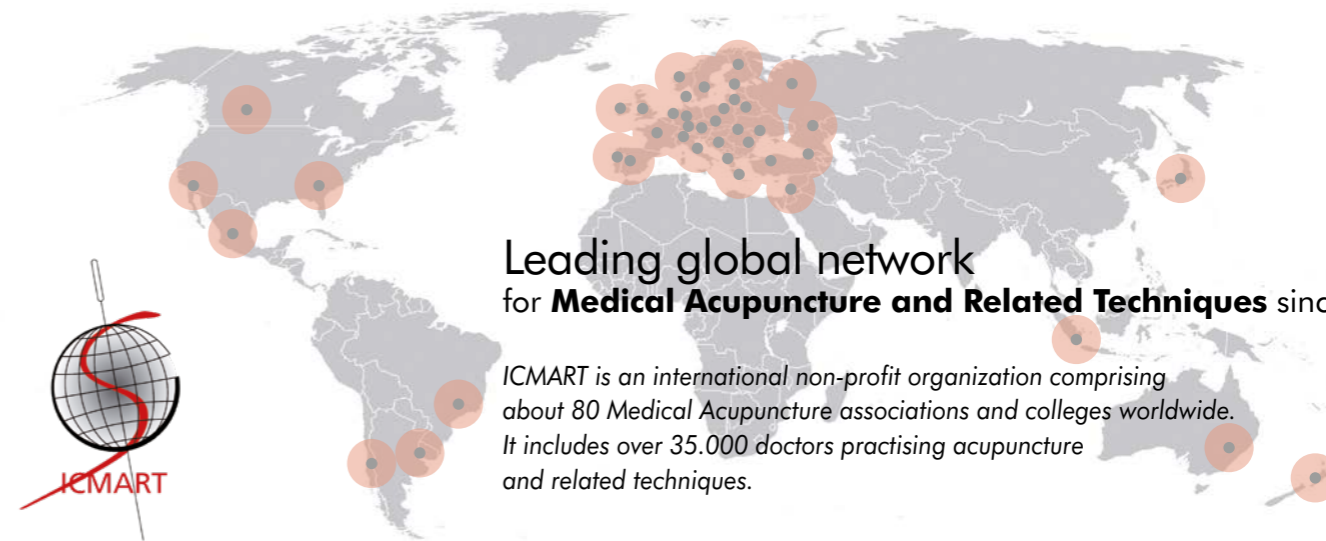 Leading global network
for Medical Acupuncture and Related Techniques
ICMART is an international non-profit organization comprising
about 80 Medical Acupuncture associations and colleges worldwide.
It includes over 35.000 doctors practising acupuncture
and related techniques.
ICMART